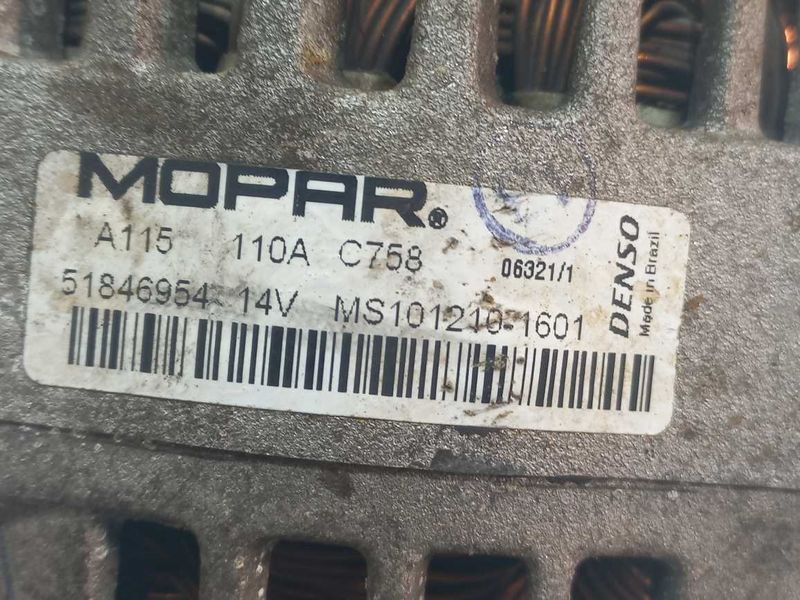 MOPAR®
A115 110A C758 06321/1
51846954 14V MS101210-1601
DENSO
Made in Brazil